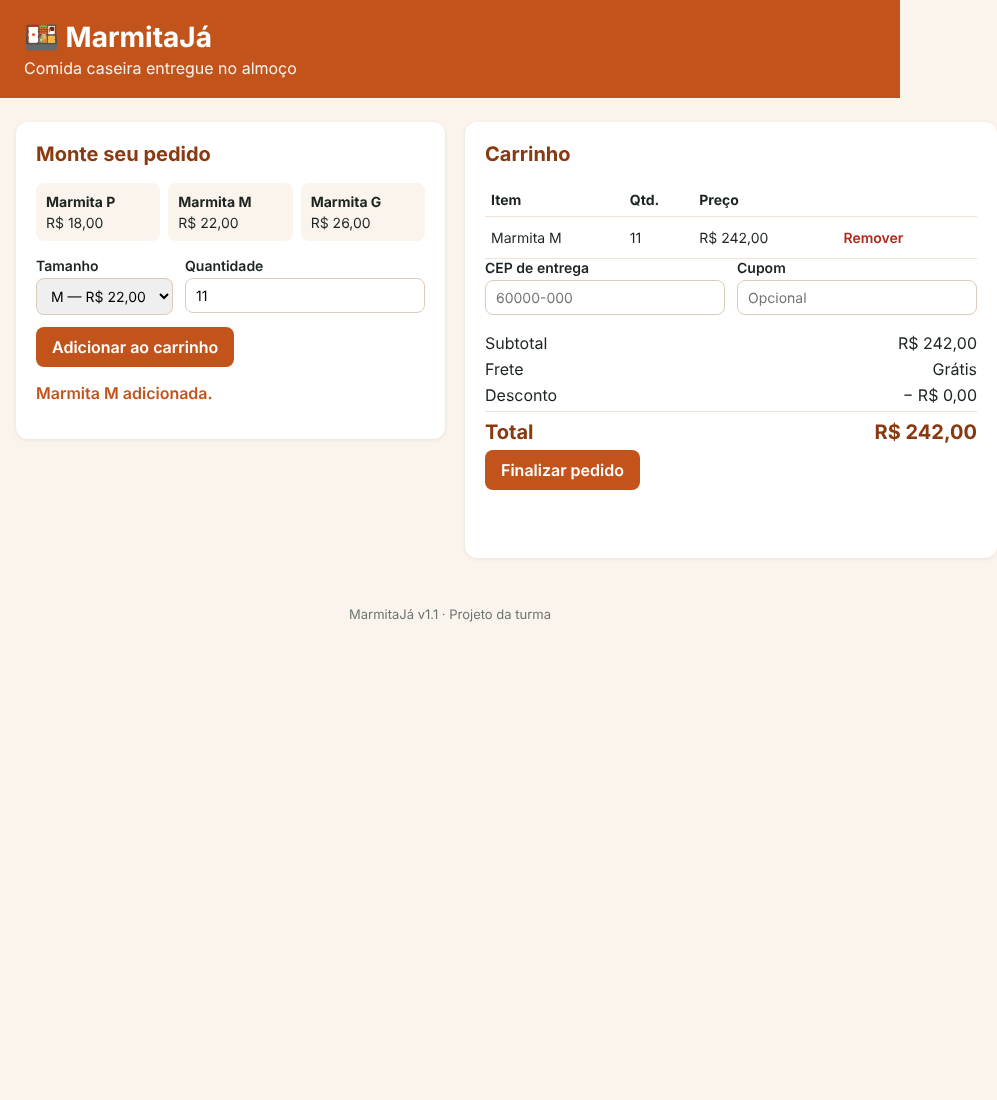 MarmitaJá
Comida caseira entregue no almoço
Monte seu pedido
Marmita P
R$ 18,00
Marmita M
R$ 22,00
Marmita G
R$ 26,00
Tamanho
Quantidade
M — R$ 22,00
11
Adicionar ao carrinho
Marmita M adicionada.
Carrinho
Item Qtd. Preço
Marmita M 11 R$ 242,00 Remover
CEP de entrega
Cupom
60000-000
Opcional
Subtotal R$ 242,00
Frete Grátis
Desconto − R$ 0,00
Total R$ 242,00
Finalizar pedido
MarmitaJá v1.1 · Projeto da turma